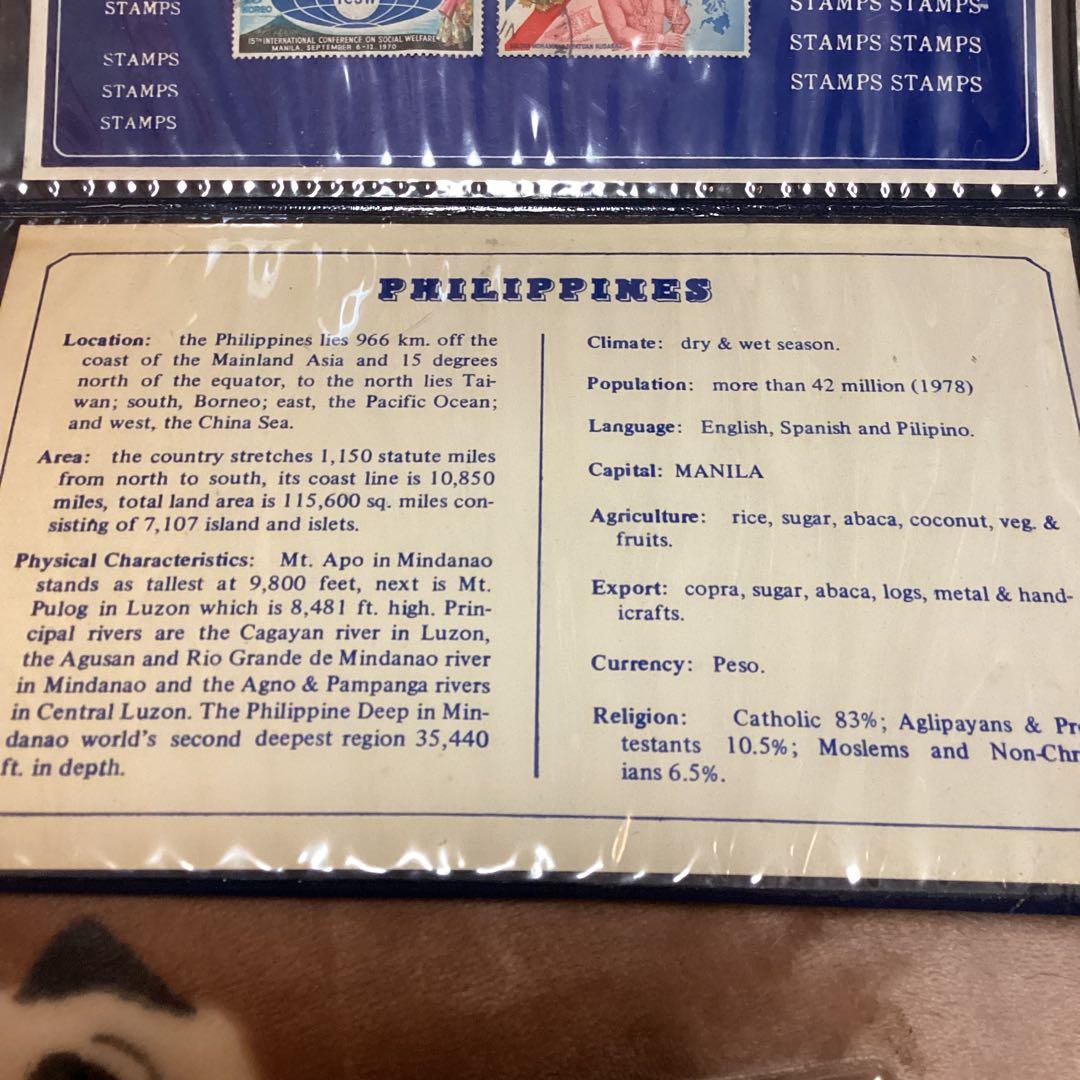 STAMPS
STAMPS
STAMPS
STAMPS
15TH INTERNATIONAL CONFERENCE ON SOCIAL WELFARE
MANILA, SEPTEMBER 6-12, 1970
STAMPS STAMPS
STAMPS STAMPS
STAMPS STAMPS
PHILIPPINES
Location: the Philippines lies 966 km. off the
coast of the Mainland Asia and 15 degrees
north of the equator, to the north lies Tai-
wan; south, Borneo; east, the Pacific Ocean;
and west, the China Sea.
Area: the country stretches 1,150 statute miles
from north to south, its coast line is 10,850
miles, total land area is 115,600 sq. miles con-
sisting of 7,107 island and islets.
Physical Characteristics: Mt. Apo in Mindanao
stands as tallest at 9,800 feet, next is Mt.
Pulog in Luzon which is 8,481 ft. high. Prin-
cipal rivers are the Cagayan river in Luzon,
the Agusan and Rio Grande de Mindanao river
in Mindanao and the Agno & Pampanga rivers
in Central Luzon. The Philippine Deep in Min-
danao world's second deepest region 35,440
ft. in depth.
Climate: dry & wet season.
Population: more than 42 million (1978)
Language: English, Spanish and Pilipino.
Capital: MANILA
Agriculture: rice, sugar, abaca, coconut, veg. &
fruits.
Export: copra, sugar, abaca, logs, metal & hand-
icrafts.
Currency: Peso.
Religion: Catholic 83%; Aglipayans & Pro
testants 10.5%; Moslems and Non-Chr
ians 6.5%.